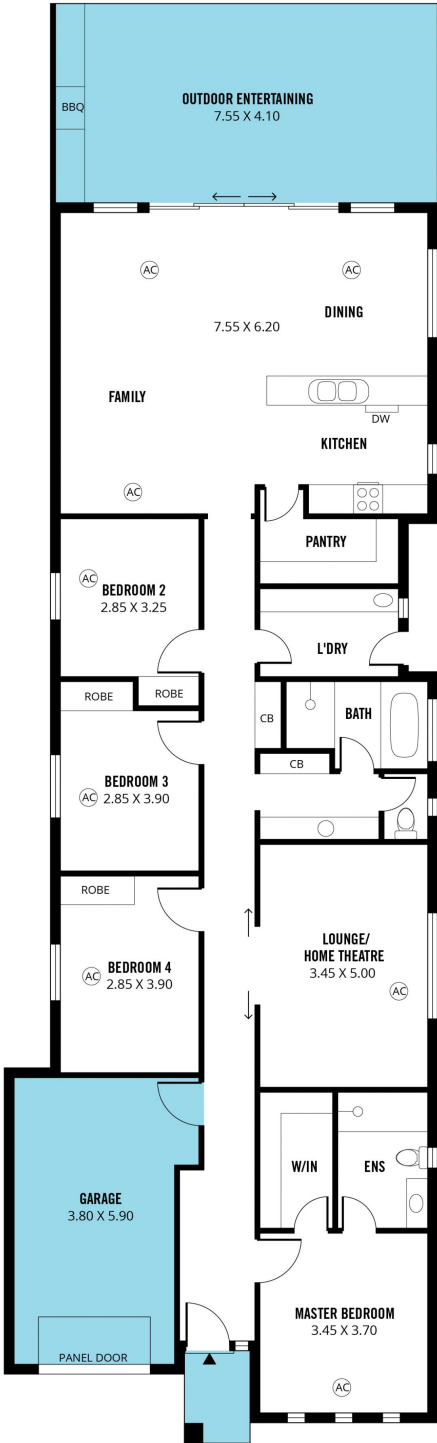 OUTDOOR ENTERTAINING
7.55 X 4.10
BBQ
AC
AC
DINING
7.55 X 6.20
FAMILY
DW
KITCHEN
AC
PANTRY
AC
BEDROOM 2
2.85 X 3.25
L'DRY
ROBE
ROBE
CB
BATH
CB
BEDROOM 3
AC
2.85 X 3.90
ROBE
LOUNGE/
HOME THEATRE
3.45 X 5.00
AC
BEDROOM 4
AC
2.85 X 3.90
W/IN
ENS
GARAGE
3.80 X 5.90
MASTER BEDROOM
3.45 X 3.70
PANEL DOOR
AC